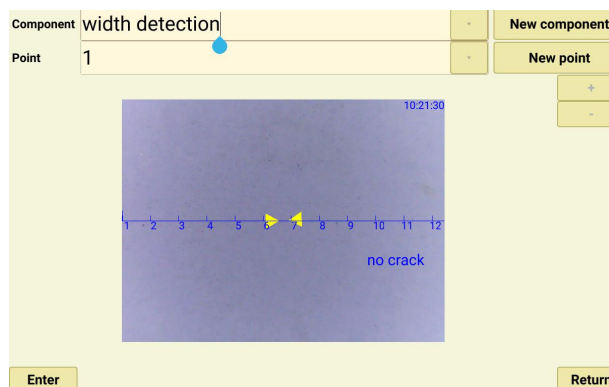 Component width detection New component
Point 1 New point
+
-
10:21:30
1 2 3 4 5 6 7 8 9 10 11 12
no crack
Enter Return